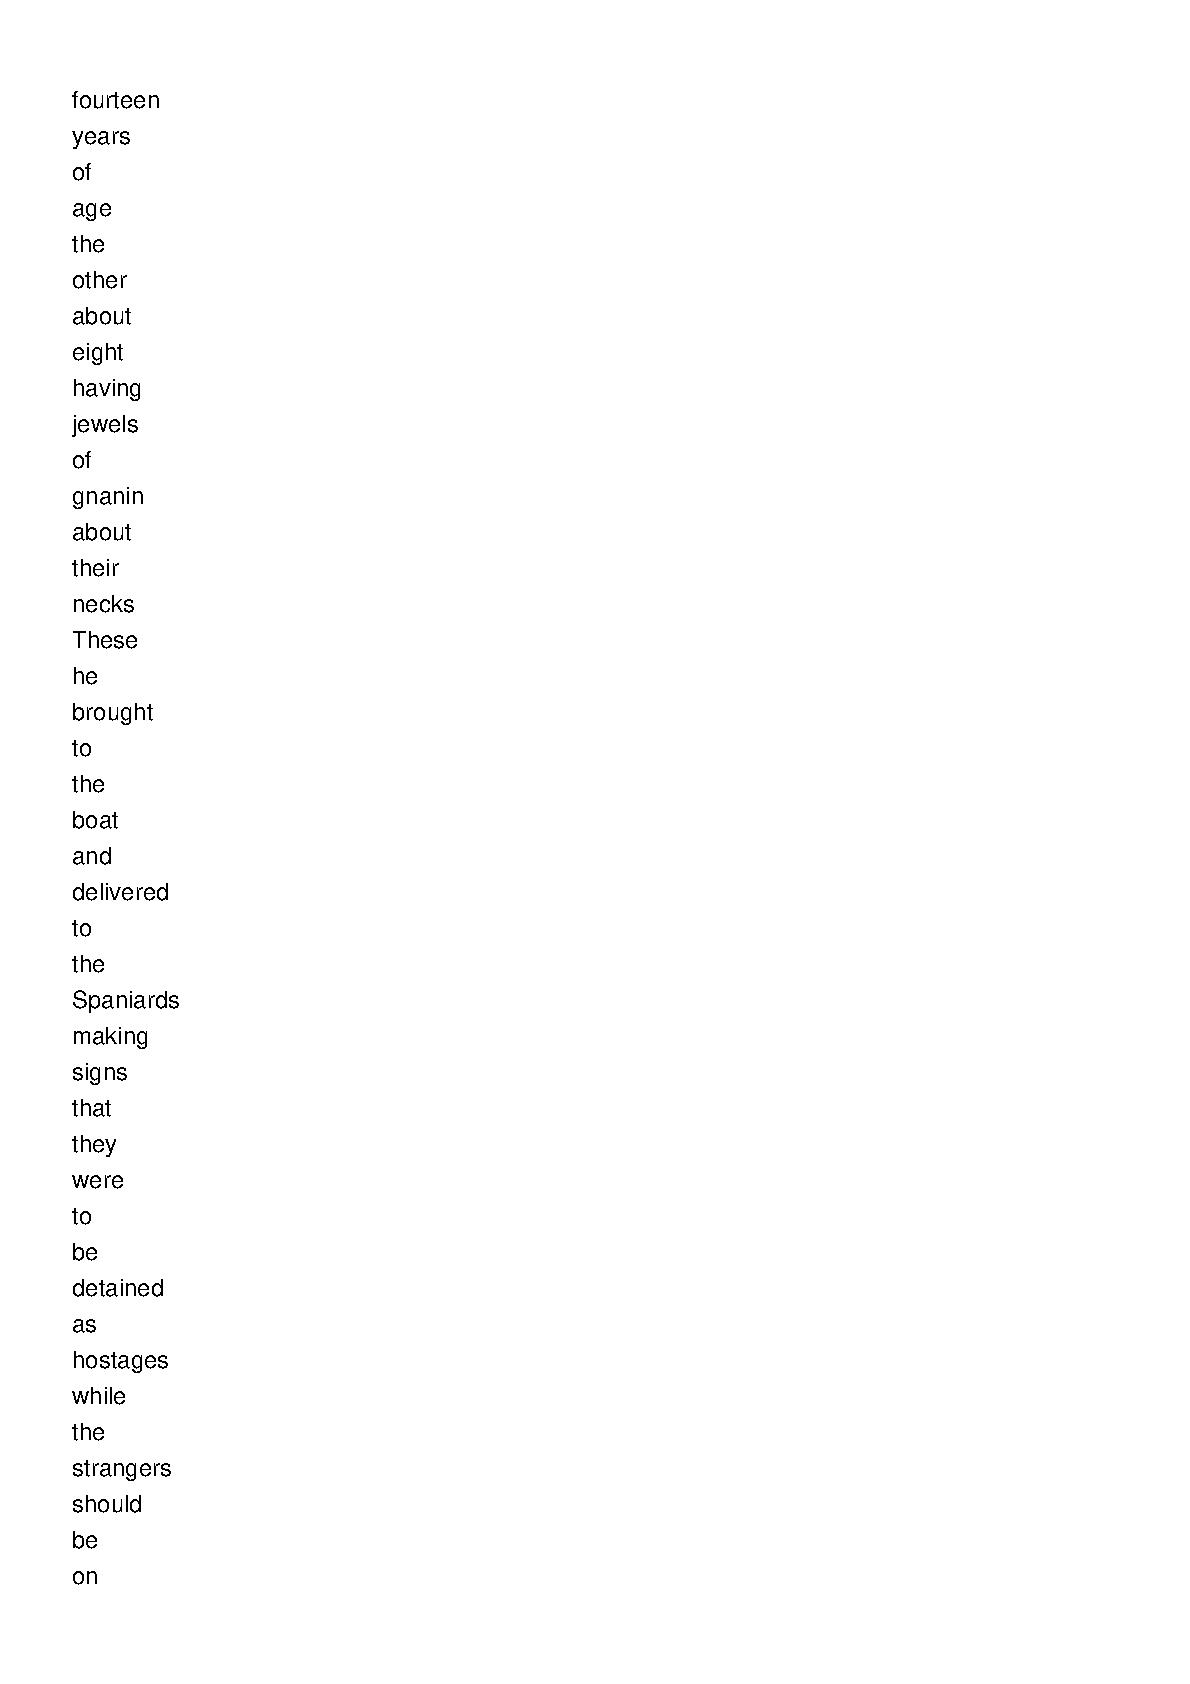 fourteen
years
of
age
the
other
about
eight
having
jewels
of
gnanin
about
their
necks
These
he
brought
to
the
boat
and
delivered
to
the
Spaniards
making
signs
that
they
were
to
be
detained
as
hostages
while
the
strangers
should
be
on